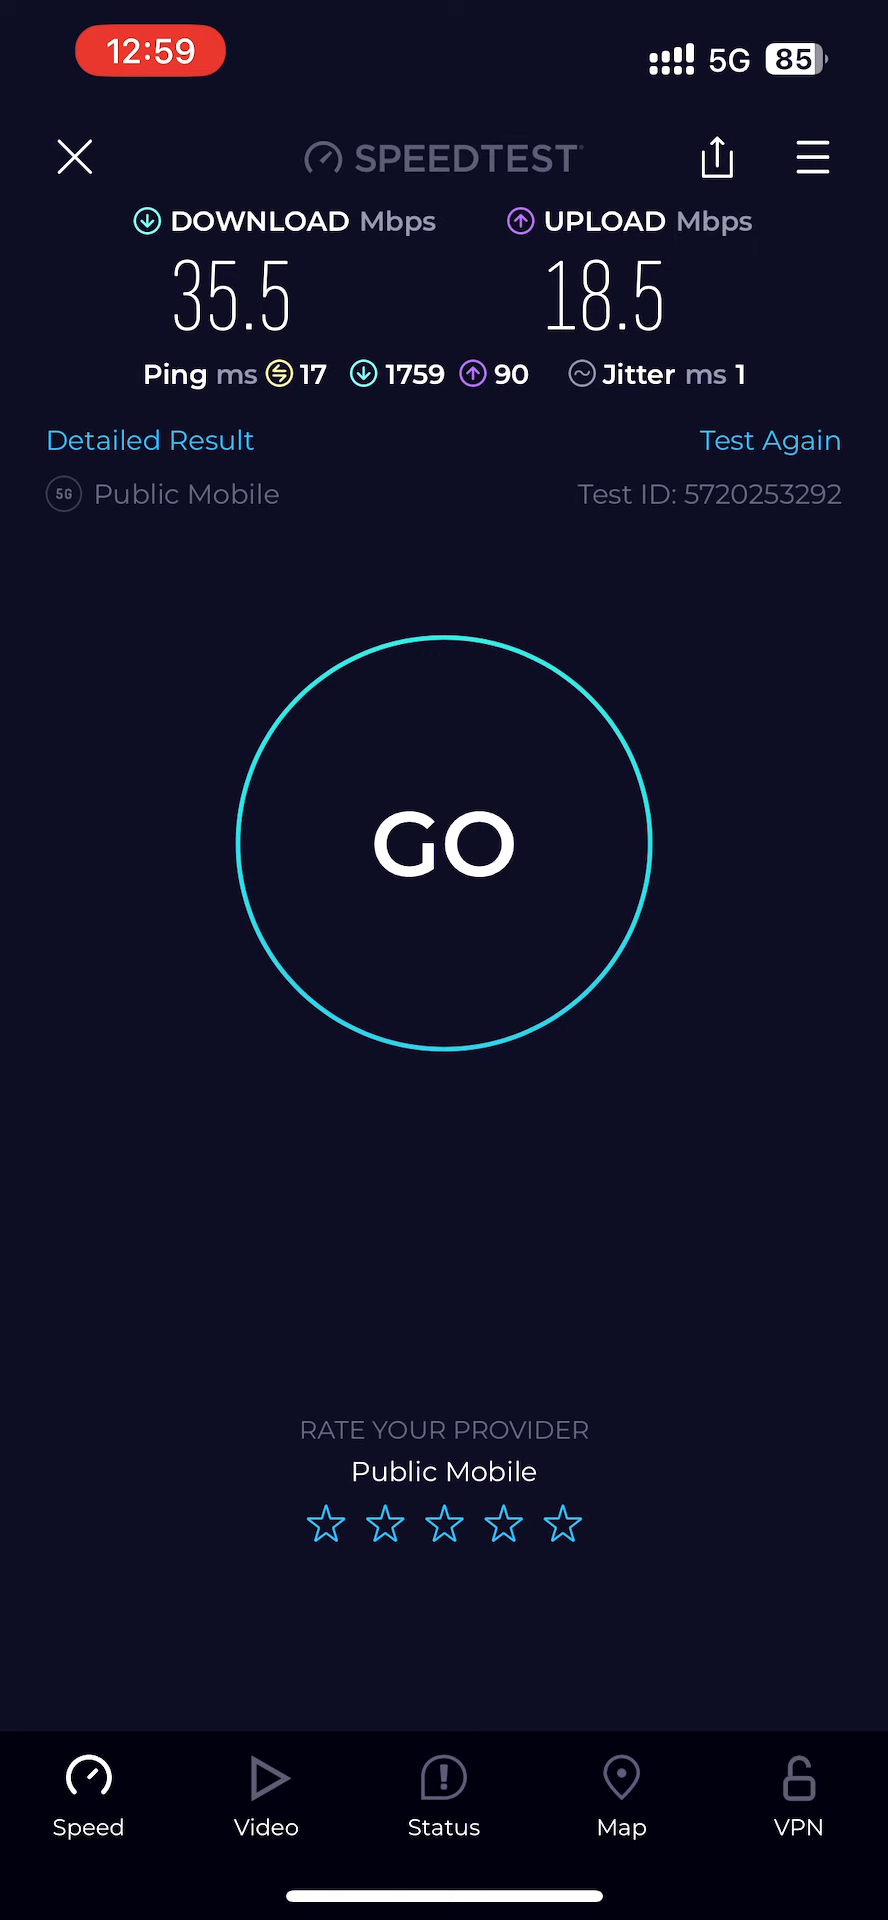 12:59 5G 85
SPEEDTEST
DOWNLOAD Mbps UPLOAD Mbps
35.5 18.5
Ping ms 17 1759 90 Jitter ms 1
Detailed Result Test Again
5G Public Mobile Test ID: 5720253292
GO
RATE YOUR PROVIDER
Public Mobile
Speed Video Status Map VPN